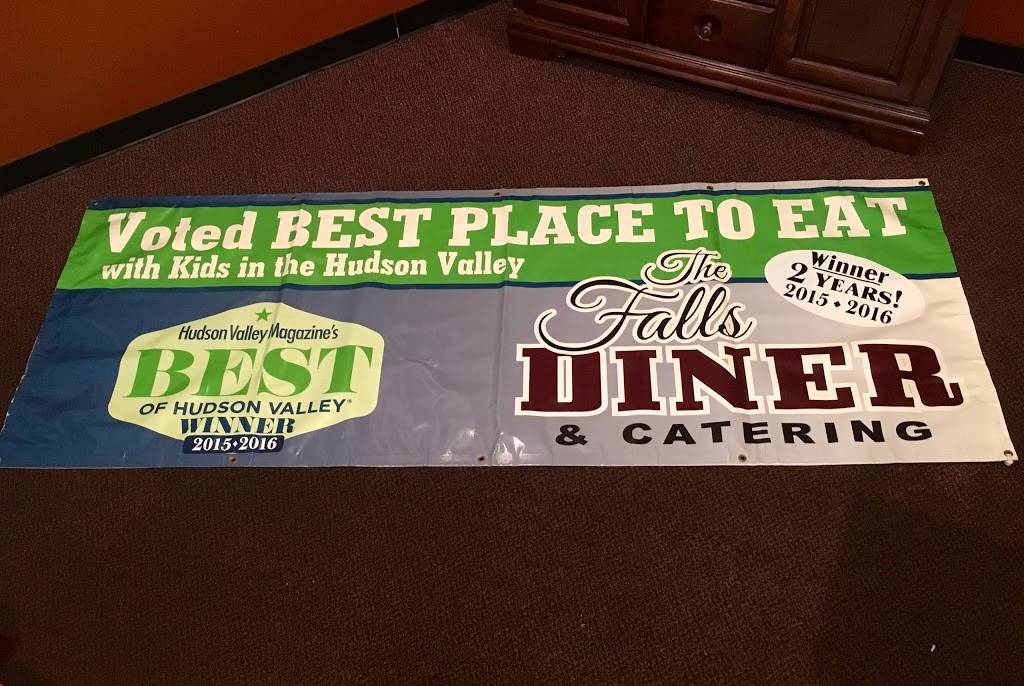 Voted BEST PLACE TO EAT
with Kids in the Hudson Valley
Winner
2 YEARS!
2015 ⬥ 2016
Hudson Valley Magazine's
BEST
OF HUDSON VALLEY®
WINNER
2015⬥2016
The
Falls
DINER
& CATERING